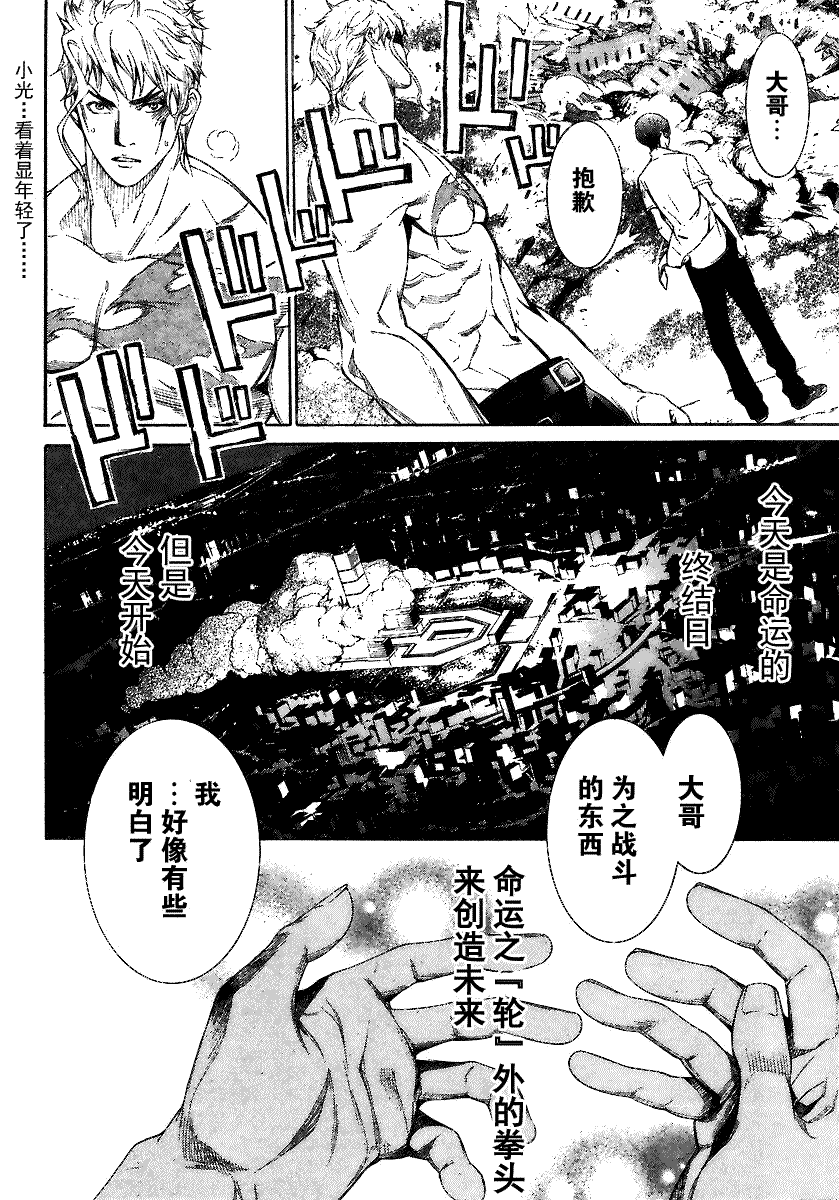 大哥…
抱歉
ドドドドドド
小光…看着显年轻了……
今天是命运的
终结日
但是
今天开始
大哥
为之战斗
的东西
我
…好像有些
明白了
命运之『轮』外的拳头
来创造未来